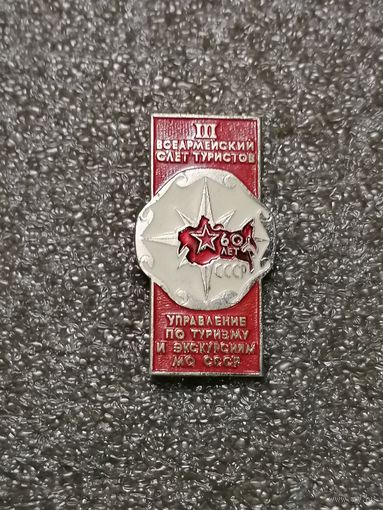 III
ВСЕАРМЕЙСКИЙ
СЛЕТ ТУРИСТОВ
60
ЛЕТ
СССР
УПРАВЛЕНИЕ
ПО ТУРИЗМУ
И ЭКСКУРСИЯМ
МО СССР